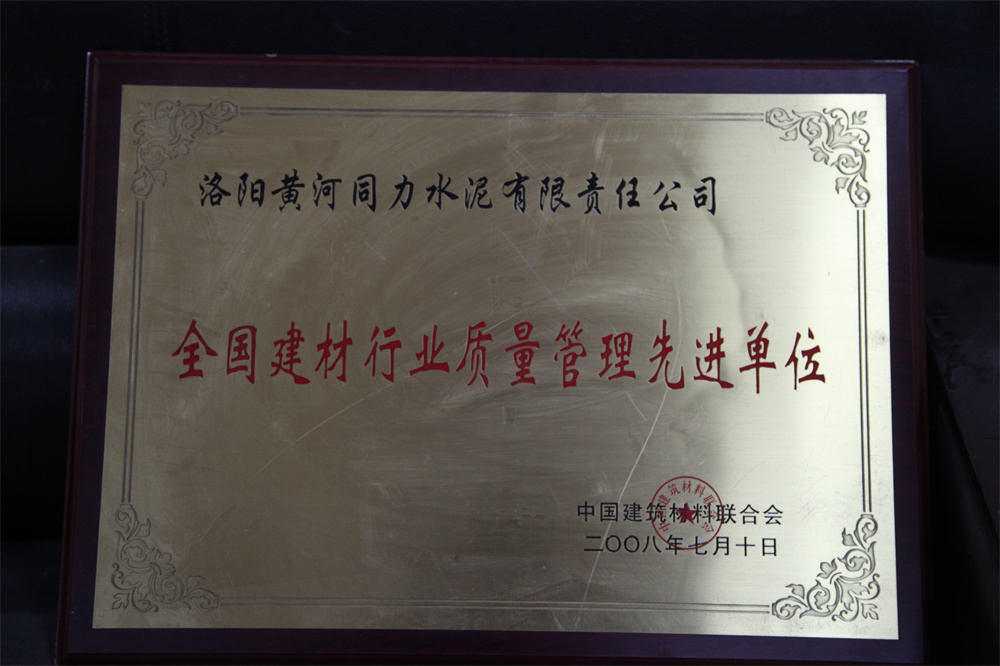 洛阳黄河同力水泥有限责任公司
全国建材行业质量管理先进单位
中国建筑材料联合会
二〇〇八年七月十日